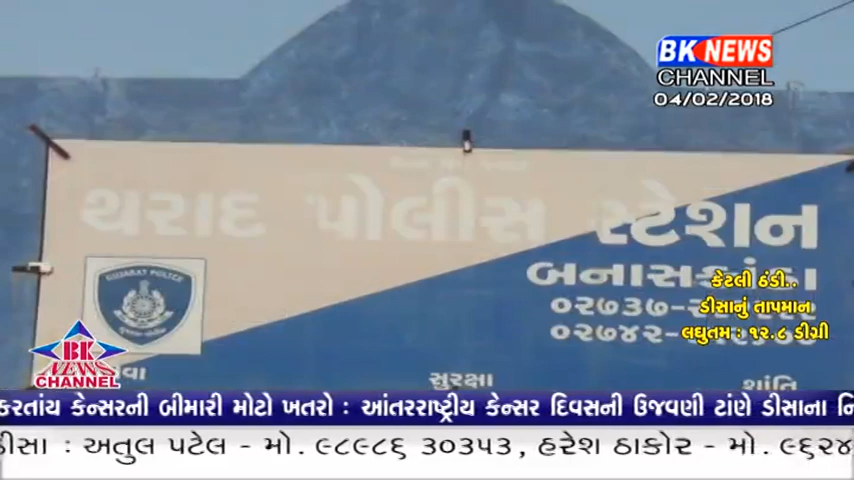 BK NEWS
CHANNEL
04/02/2018
થરાદ પોલીસ સ્ટેશન
GUJARAT POLICE
બનાસકાંઠા
કેટલી ઠંડી..
૦૨૭૩૭-
ડીસાનું તાપમાન
૦૨૭૪૨-
લઘુતમ : ૧૨.૮ ડીગ્રી
BK
NEWS
CHANNEL
સુરક્ષા
શાંતિ
કરતાંય કેન્સરની બીમારી મોટો ખતરો : આંતરરાષ્ટ્રીય કેન્સર દિવસની ઉજવણી ટાંણે ડીસાના
ડીસા : અતુલ પટેલ - મો. ૯૮૯૮૬ ૩૦૩૫૩, હરેશ ઠાકોર - મો. ૯૬૨૪